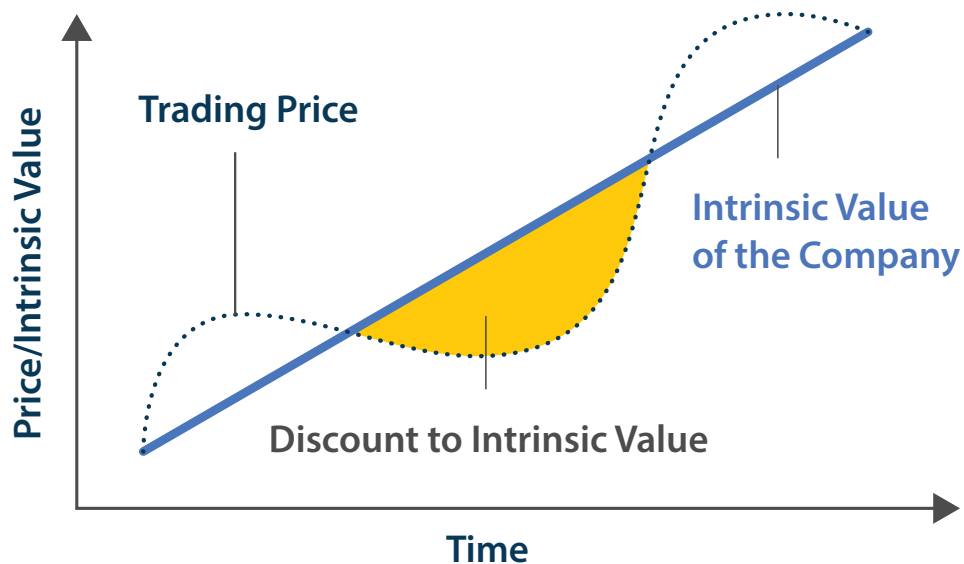 Trading Price
Price/Intrinsic Value
Intrinsic Value
of the Company
Discount to Intrinsic Value
Time